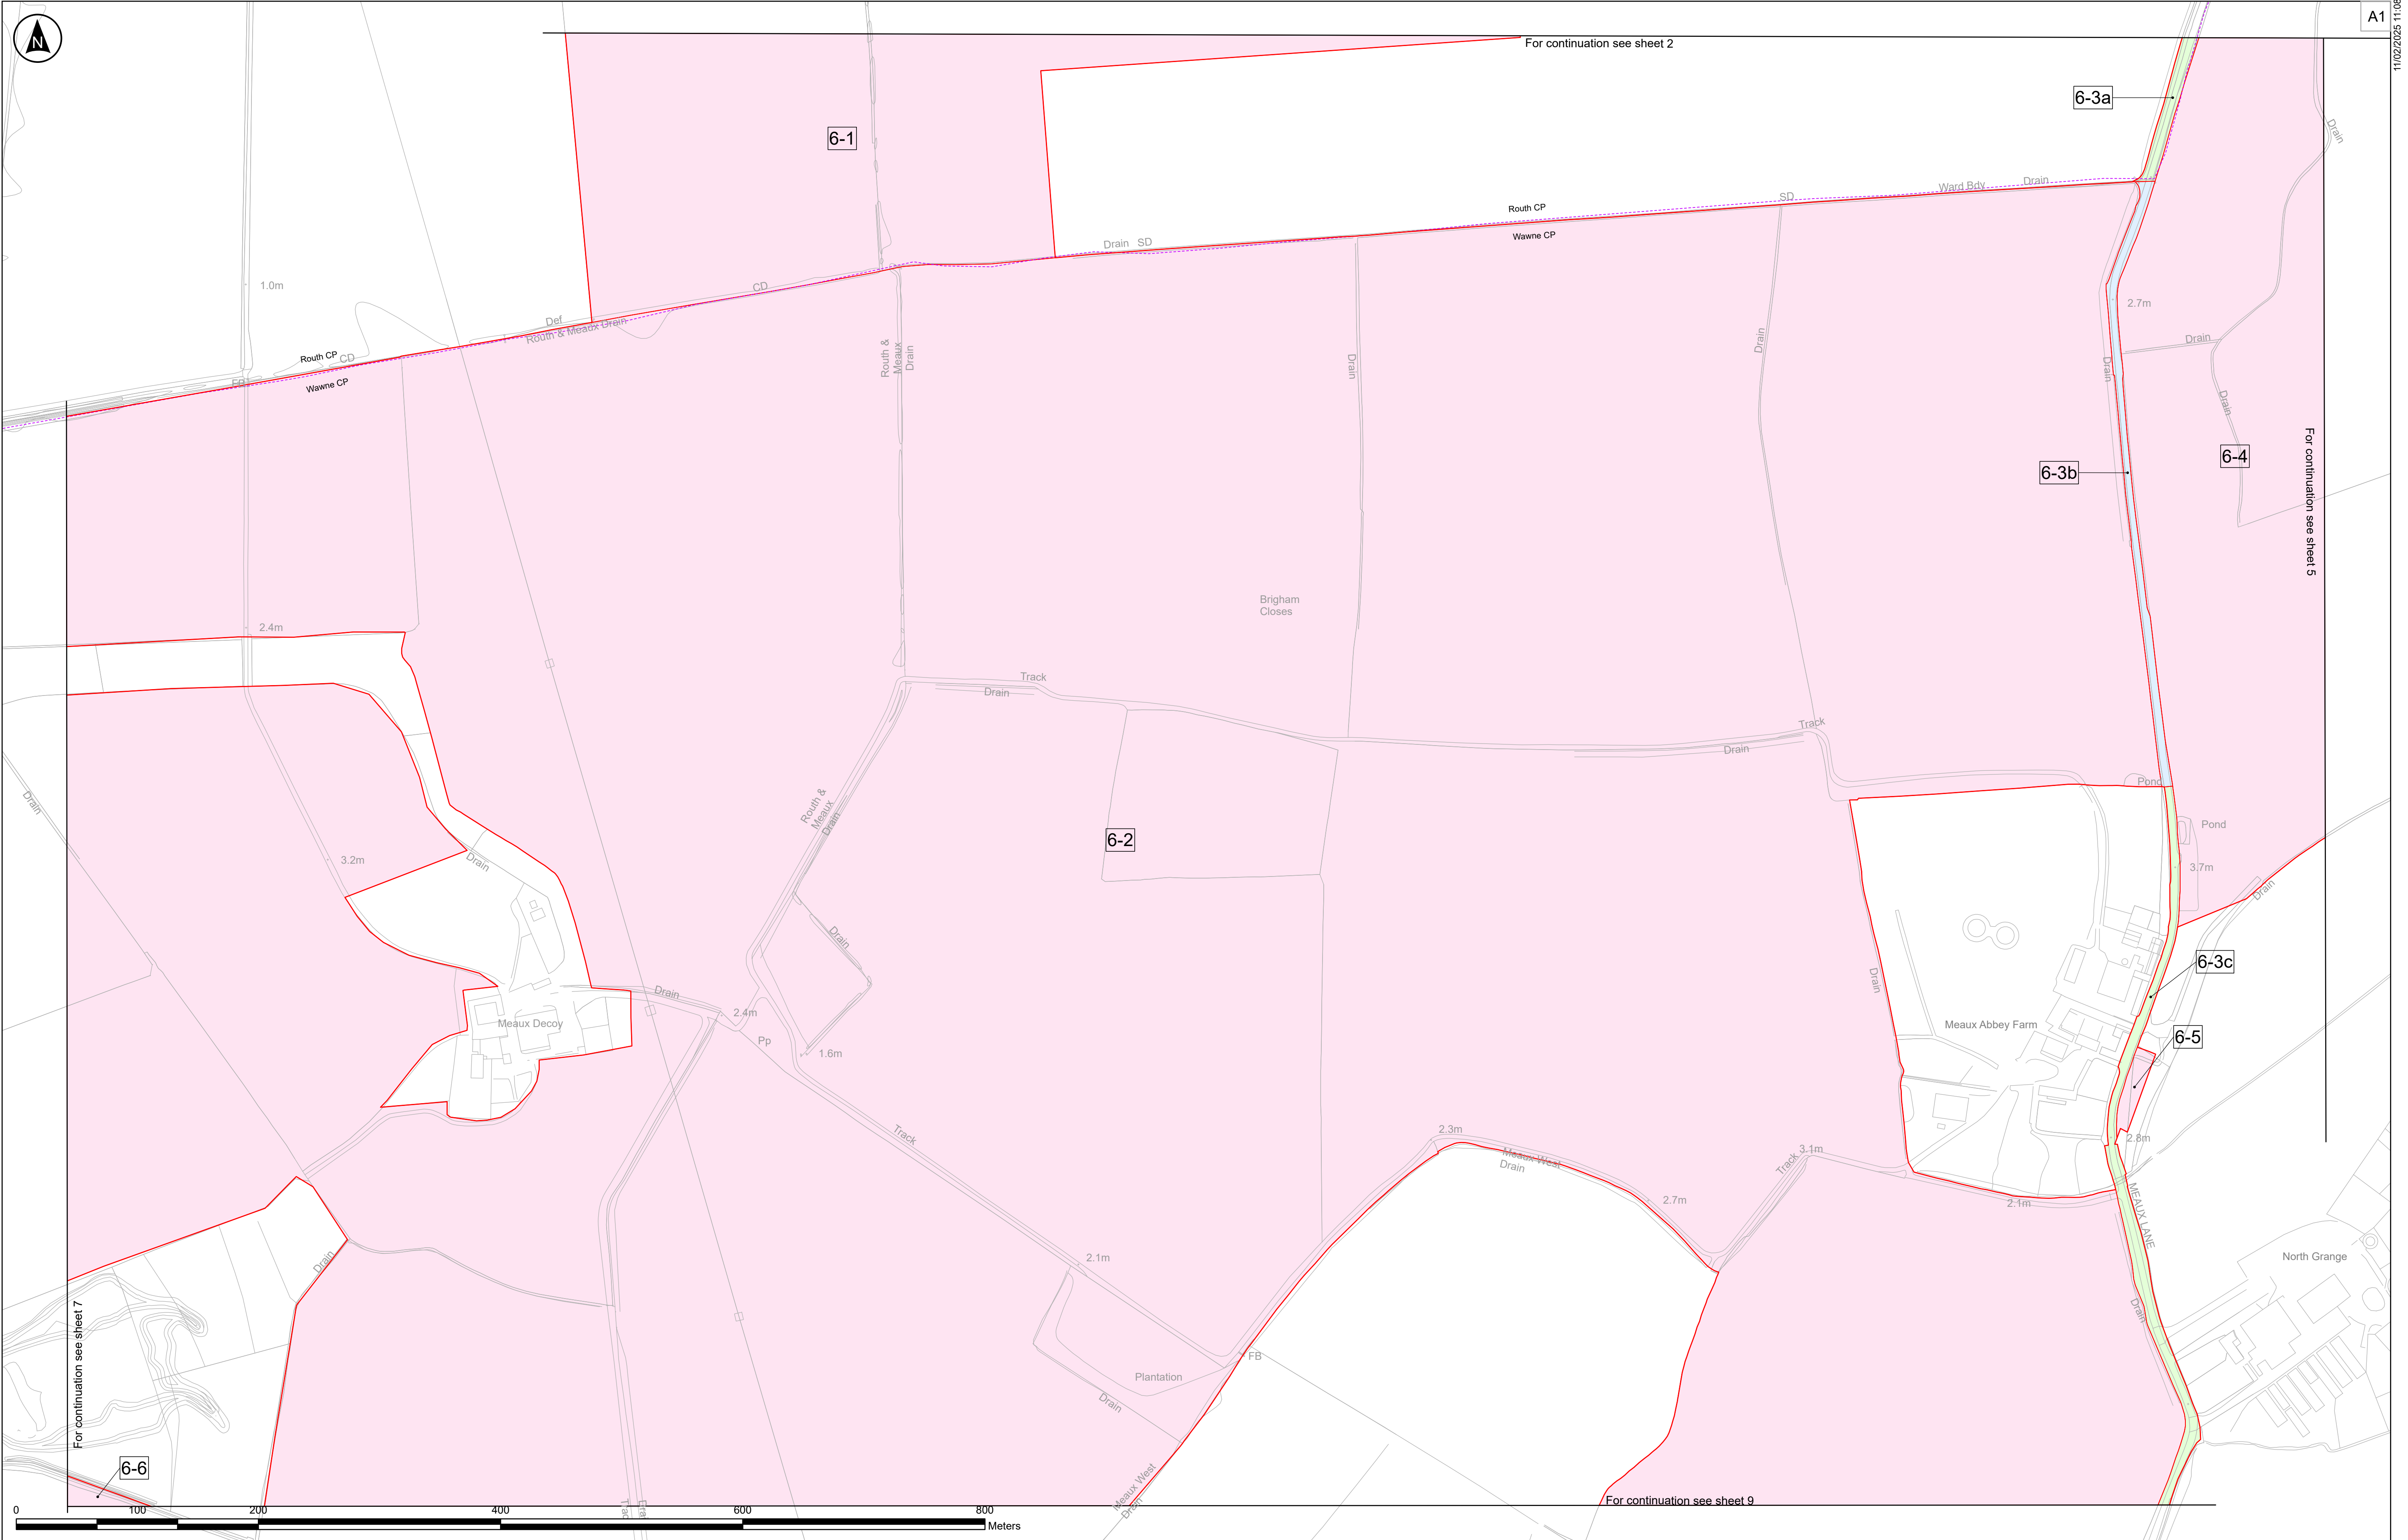 A1
11/02/2025 11:05
N
For continuation see sheet 2
6-3a
Drain
6-1
Drain
Ward Bdy
SD
Routh CP
Wawne CP
Drain SD
1.0m
CD
2.7m
Def
Routh & Meaux Drain
Drain
Routh CP
CD
FB
Wawne CP
Routh &
Meaux
Drain
Drain
Drain
Drain
Drain
For continuation see sheet 5
6-4
6-3b
Brigham
Closes
2.4m
Track
Drain
Track
Drain
Pond
Drain
Routh &
Meaux
Drain
Pond
6-2
3.2m
Drain
3.7m
Drain
Drain
6-3c
Drain
Drain
2.4m
Meaux Decoy
Meaux Abbey Farm
6-5
Pp
1.6m
Track
2.3m
2.8m
Meaux West
Drain
3.1m
Track
2.7m
2.1m
MEAUX LANE
Drain
2.1m
North Grange
Drain
For continuation see sheet 7
FB
Plantation
Drain
6-6
Meaux West
Drain
For continuation see sheet 9
0
100
200
400
600
800
Meters